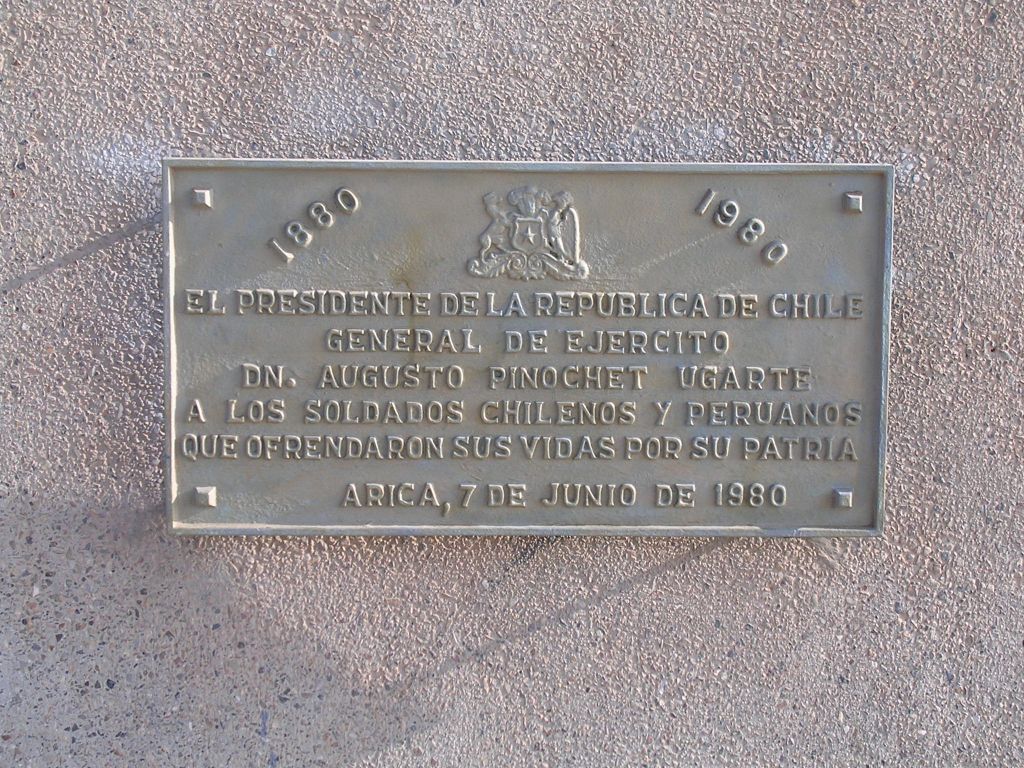 1880 1980
EL PRESIDENTE DE LA REPUBLICA DE CHILE
GENERAL DE EJERCITO
DN. AUGUSTO PINOCHET UGARTE
A LOS SOLDADOS CHILENOS Y PERUANOS
QUE OFRENDARON SUS VIDAS POR SU PATRIA
ARICA, 7 DE JUNIO DE 1980